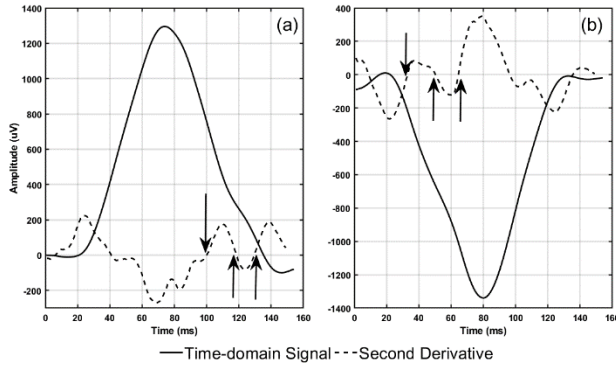 (a)
1400
1200
1000
800
600
400
200
0
-200
Amplitude (uV)
0 20 40 60 80 100 120 140 160
Time (ms)
(b)
400
200
0
-200
-400
-600
-800
-1000
-1200
-1400
0 20 40 60 80 100 120 140 160
Time (ms)
Time-domain Signal Second Derivative